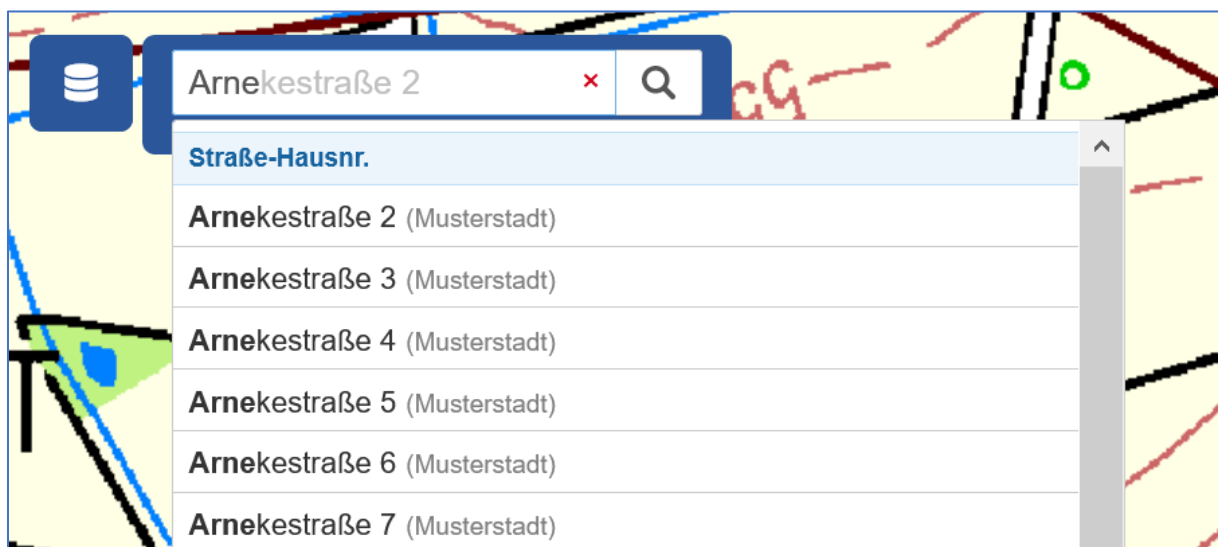 Arnekestraße 2
Straße-Hausnr.
Arnekestraße 2 (Musterstadt)
Arnekestraße 3 (Musterstadt)
Arnekestraße 4 (Musterstadt)
Arnekestraße 5 (Musterstadt)
Arnekestraße 6 (Musterstadt)
Arnekestraße 7 (Musterstadt)